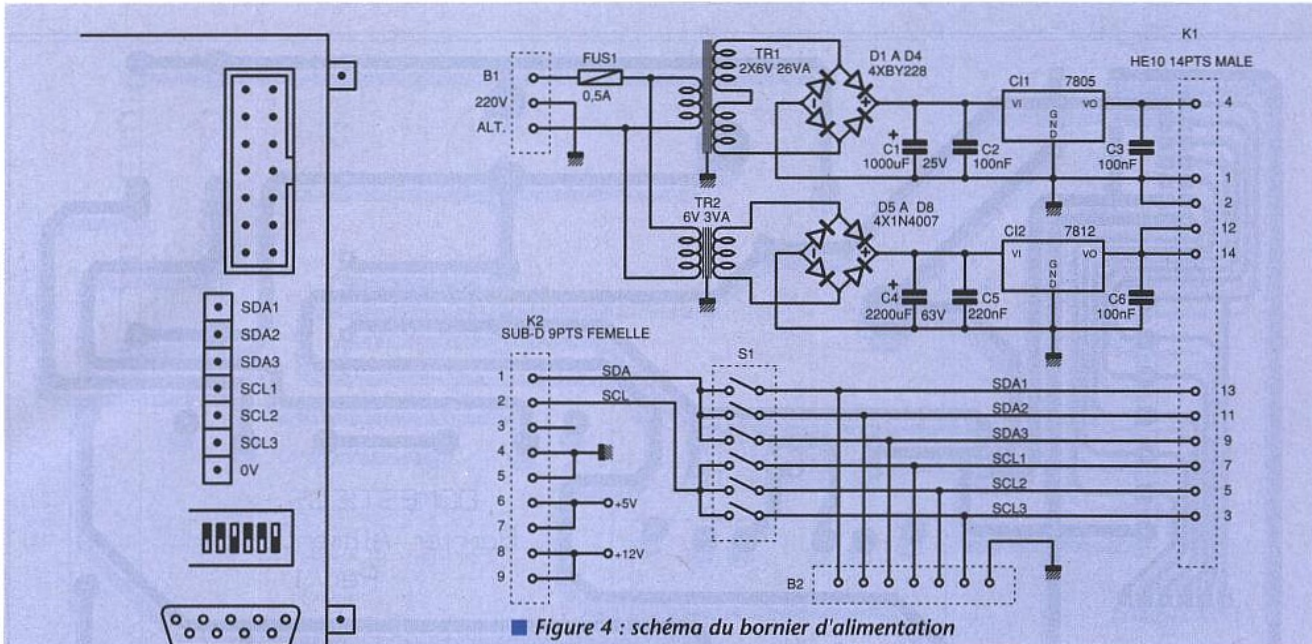 SDA1
SDA2
SDA3
SCL1
SCL2
SCL3
0V
B1
220V
ALT.
FUS1
0,5A
TR1
2X6V 26VA
D1 A D4
4XBY228
- +
+
C1
1000uF 25V
C2
100nF
CI1 7805
VI VO
GND
C3
100nF
K1
HE10 14PTS MALE
4
1
2
12
14
TR2
6V 3VA
D5 A D8
4X1N4007
- +
+
C4
2200uF 63V
C5
220nF
CI2 7812
VI VO
GND
C6
100nF
K2
SUB-D 9PTS FEMELLE
1
2
3
4
5
6
7
8
9
SDA
SCL
+5V
+12V
S1
SDA1
SDA2
SDA3
SCL1
SCL2
SCL3
13
11
9
7
5
3
B2
Figure 4 : schéma du bornier d'alimentation